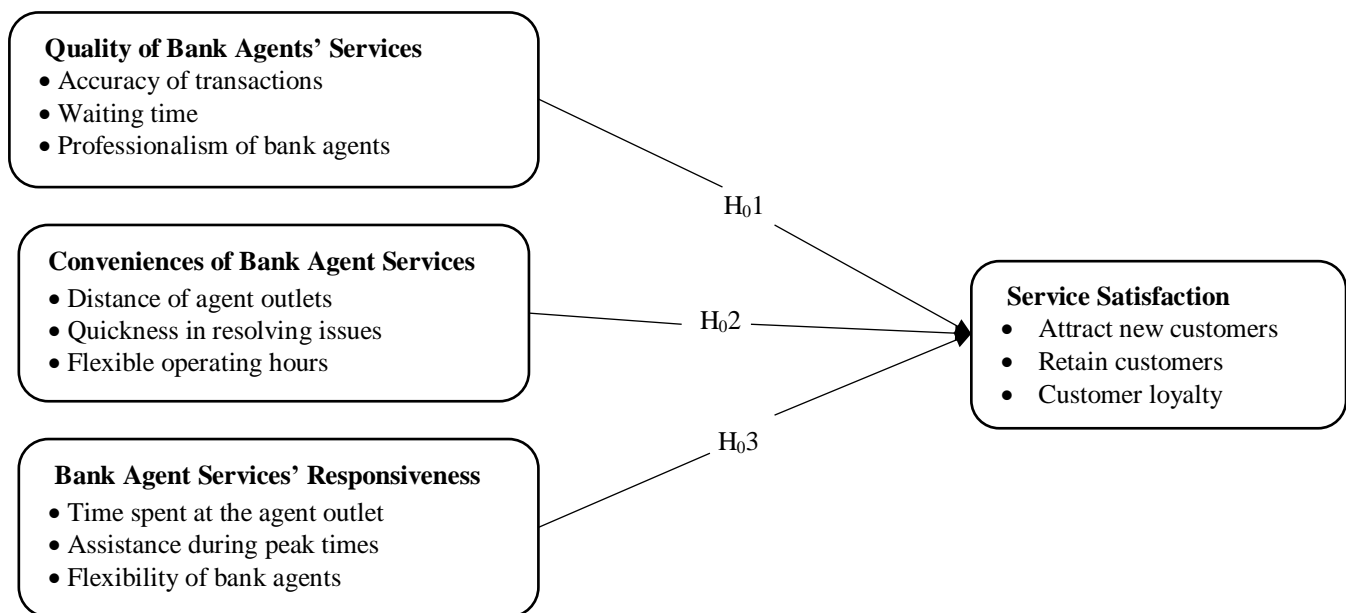 Quality of Bank Agents’ Services
• Accuracy of transactions
• Waiting time
• Professionalism of bank agents
H₀1
Conveniences of Bank Agent Services
• Distance of agent outlets
• Quickness in resolving issues
• Flexible operating hours
H₀2
Service Satisfaction
• Attract new customers
• Retain customers
• Customer loyalty
H₀3
Bank Agent Services’ Responsiveness
• Time spent at the agent outlet
• Assistance during peak times
• Flexibility of bank agents